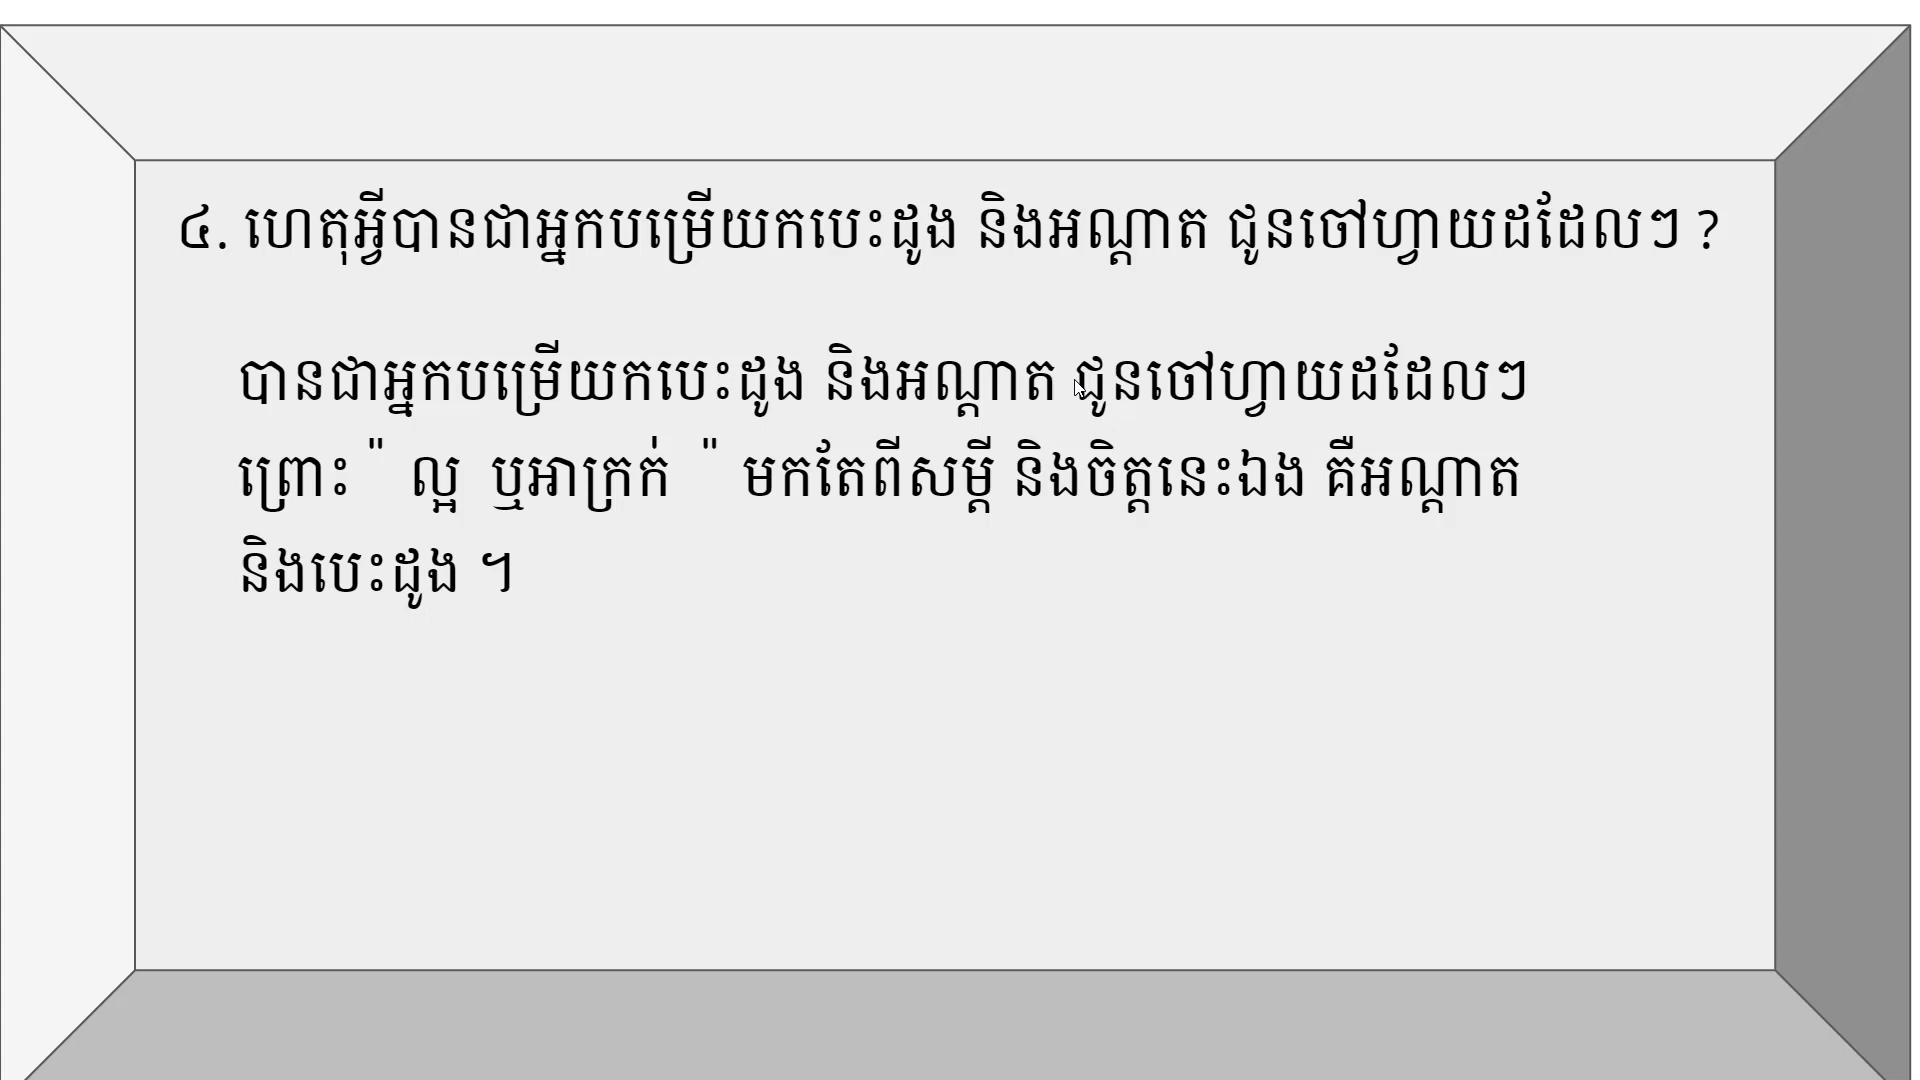 ៤. ហេតុអ្វីបានជាអ្នកបម្រើយកបេះដូង និងអណ្តាត ជូនចៅហ្វាយដដែលៗ ?
បានជាអ្នកបម្រើយកបេះដូង និងអណ្តាត ជូនចៅហ្វាយដដែលៗ
ព្រោះ " ល្អ ឬអាក្រក់ " មកតែពីសម្តី និងចិត្តនេះឯង គឺអណ្តាត
និងបេះដូង ។